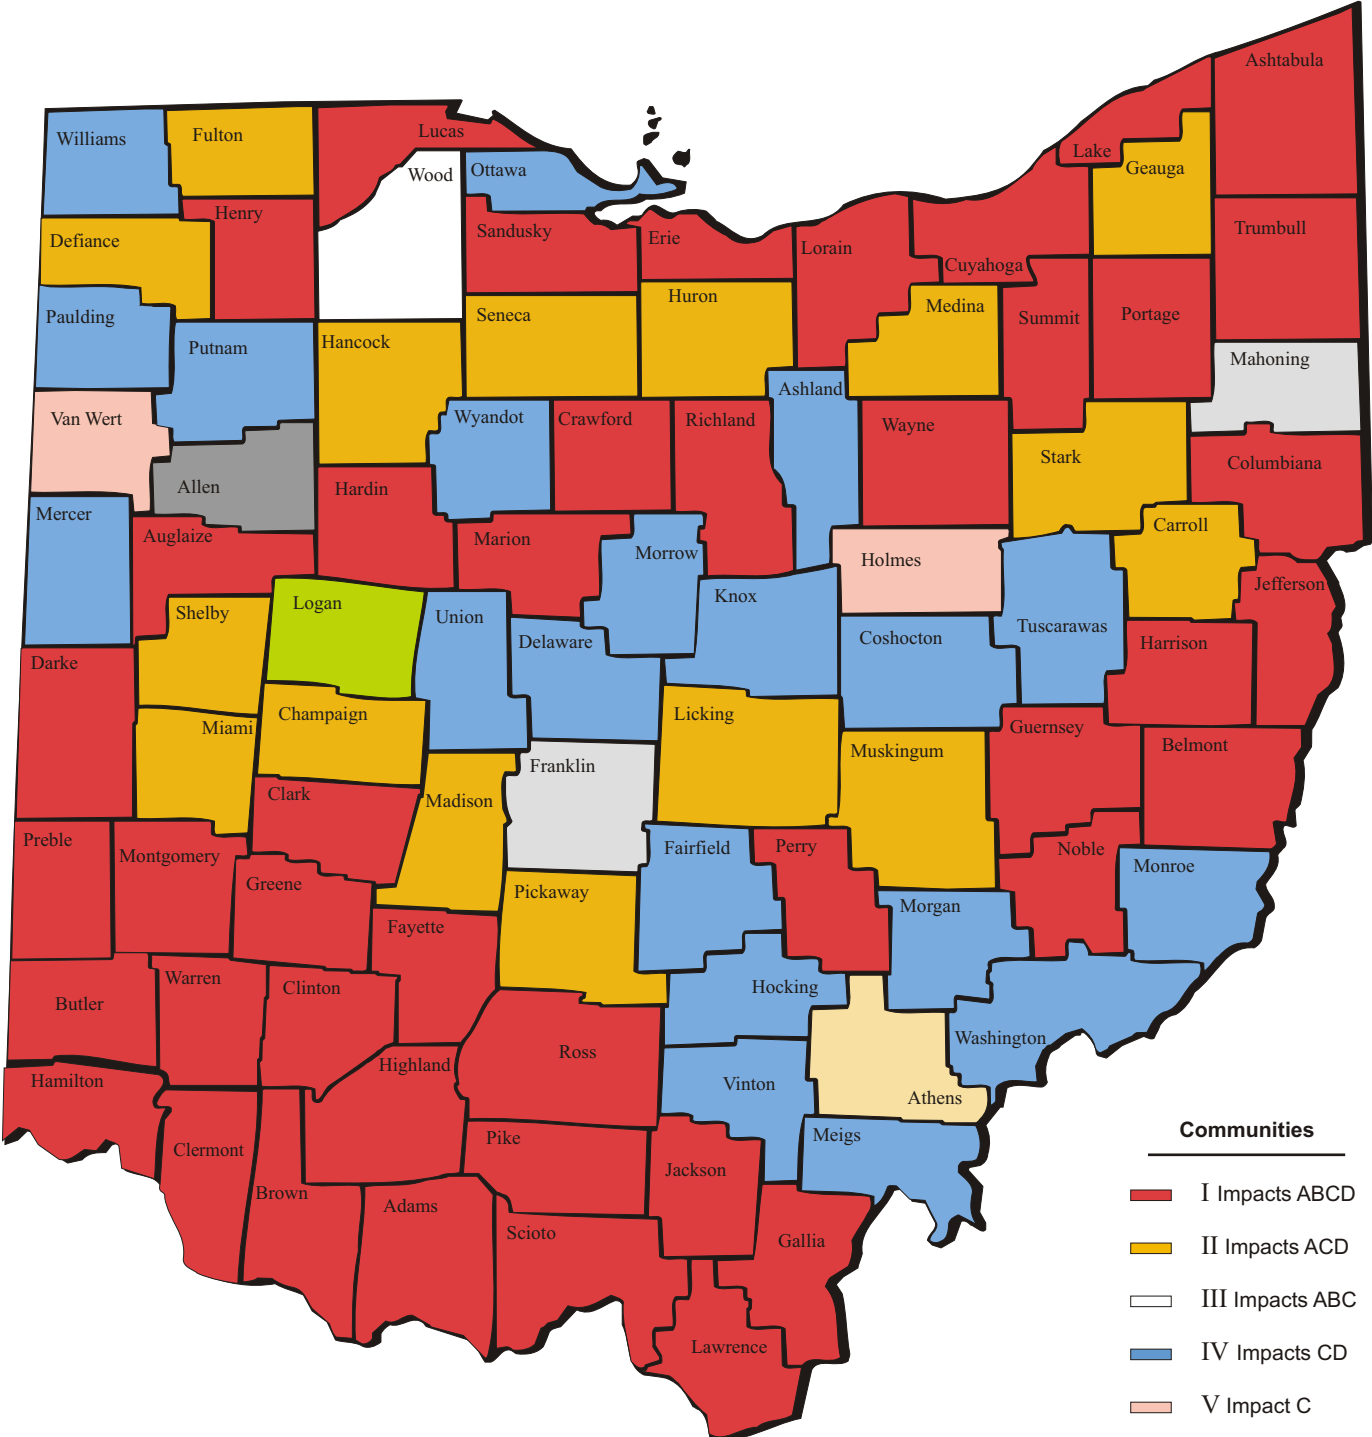 Ashtabula
Williams
Fulton
Lucas
Lake
Wood
Ottawa
Geauga
Henry
Defiance
Sandusky
Erie
Lorain
Cuyahoga
Trumbull
Paulding
Putnam
Hancock
Seneca
Huron
Medina
Summit
Portage
Mahoning
Van Wert
Wyandot
Crawford
Richland
Ashland
Wayne
Stark
Columbiana
Allen
Hardin
Mercer
Auglaize
Marion
Morrow
Holmes
Carroll
Jefferson
Shelby
Logan
Union
Delaware
Knox
Coshocton
Tuscarawas
Harrison
Darke
Miami
Champaign
Licking
Muskingum
Guernsey
Belmont
Clark
Madison
Franklin
Preble
Montgomery
Greene
Fairfield
Perry
Noble
Monroe
Pickaway
Morgan
Fayette
Butler
Warren
Clinton
Hocking
Washington
Hamilton
Highland
Ross
Vinton
Athens
Clermont
Pike
Jackson
Meigs
Brown
Adams
Scioto
Gallia
Lawrence
Communities
I Impacts ABCD
II Impacts ACD
III Impacts ABC
IV Impacts CD
V Impact C